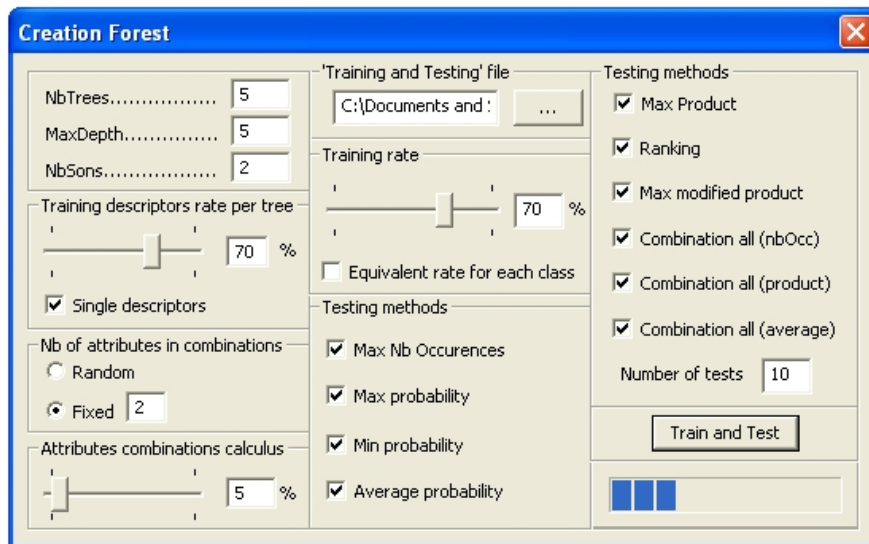 Creation Forest
NbTrees................. 5
MaxDepth.............. 5
NbSons.................. 2
Training descriptors rate per tree
70 %
Single descriptors
Nb of attributes in combinations
Random
Fixed 2
Attributes combinations calculus
5 %
'Training and Testing' file
C:\Documents and :
...
Training rate
70 %
Equivalent rate for each class
Testing methods
Max Nb Occurences
Max probability
Min probability
Average probability
Testing methods
Max Product
Ranking
Max modified product
Combination all (nbOcc)
Combination all (product)
Combination all (average)
Number of tests 10
Train and Test